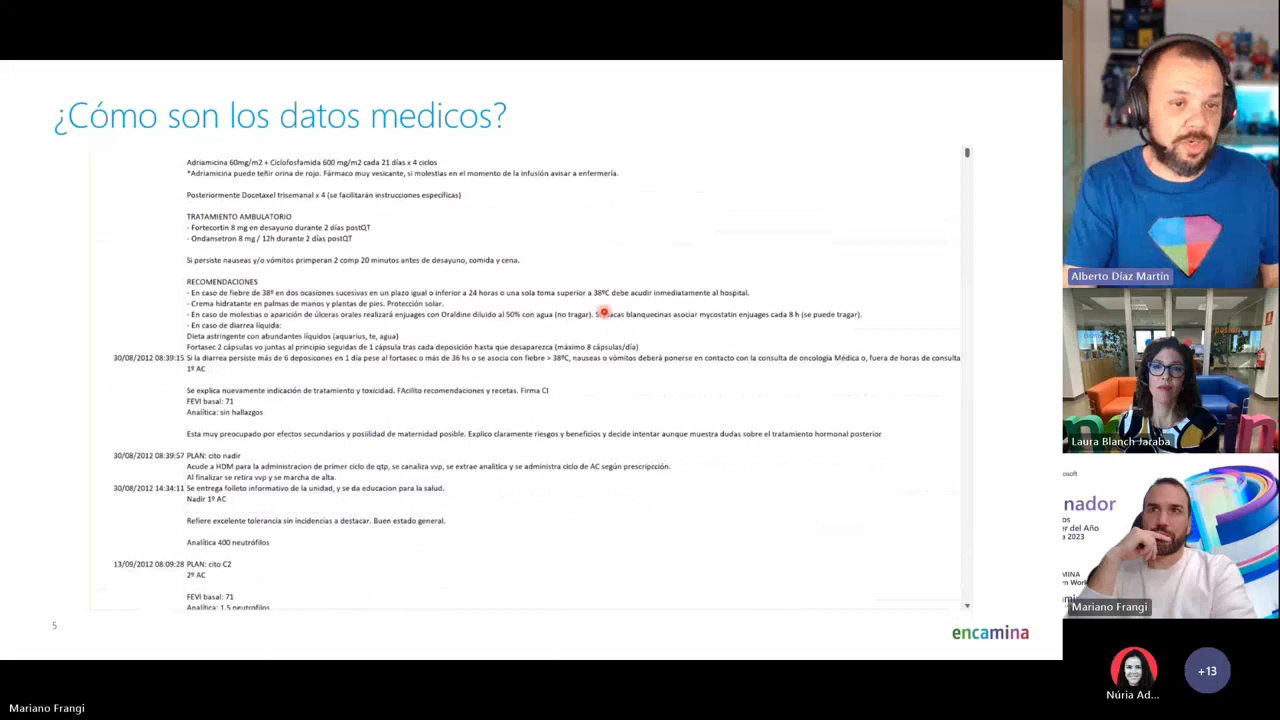 ¿Cómo son los datos medicos?
Adriamicina 60mg/m2 + Ciclofosfamida 600 mg/m2 cada 21 días x 4 ciclos
*Adriamicina puede teñir orina de rojo. Fármaco muy vesicante, si molestias en el momento de la infusión avisar a enfermería.
Posteriormente Docetaxel trisemanal x 4 (se facilitarán instrucciones específicas)
TRATAMIENTO AMBULATORIO
- Fortecortin 8 mg en desayuno durante 2 días postQT
- Ondansetron 8 mg / 12h durante 2 días postQT
Si persiste nauseas y/o vómitos primperan 2 comp 20 minutos antes de desayuno, comida y cena.
RECOMENDACIONES
- En caso de fiebre de 38º en dos ocasiones sucesivas en un plazo igual o inferior a 24 horas o una sola toma superior a 38ºC debe acudir inmediatamente al hospital.
- Crema hidratante en palmas de manos y plantas de pies. Protección solar.
- En caso de molestias o aparición de úlceras orales realizará enjuages con Oraldine diluido al 50% con agua (no tragar). blanquecinas asociar mycostatin enjuages cada 8 h (se puede tragar).
- En caso de diarrea líquida:
Dieta astringente con abundantes líquidos (aquarius, te, agua)
Fortasec 2 cápsulas vo juntas al principio seguidas de 1 cápsula tras cada deposición hasta que desaparezca (máximo 8 cápsulas/día)
30/08/2012 08:39:15 Si la diarrea persiste más de 6 deposiciones en 1 día pese al fortasec o más de 36 hs o se asocia con fiebre > 38ºC, nauseas o vómitos deberá ponerse en contacto con la consulta de oncología Médica o, fuera de horas de consulta
1º AC
Se explica nuevamente indicación de tratamiento y toxicidad. FAcilito recomendaciones y recetas. Firma CI
FEVI basal: 71
Analítica: sin hallazgos
Esta muy preocupado por efectos secundarios y posiilidad de maternidad posible. Explico claramente riesgos y beneficios y decide intentar aunque muestra dudas sobre el tratamiento hormonal posterior
30/08/2012 08:39:57 PLAN: cito nadir
Acude a HDM para la administracion de primer ciclo de qtp, se canaliza vvp, se extrae analitica y se administra ciclo de AC según prescripcción.
Al finalizar se retira vvp y se marcha de alta.
30/08/2012 14:34:11 Se entrega folleto informativo de la unidad, y se da educacion para la salud.
Nadir 1º AC
Refiere excelente tolerancia sin incidencias a destacar. Buen estado general.
Analítica 400 neutrófilos
13/09/2012 08:09:28 PLAN: cito C2
2º AC
FEVI basal: 71
Analítica: 1.5 neutrofilos
5
encamina
Alberto Díaz Martín
Laura Blanch Jaraba
Mariano Frangi
Núria Ad...
+13
Mariano Frangi